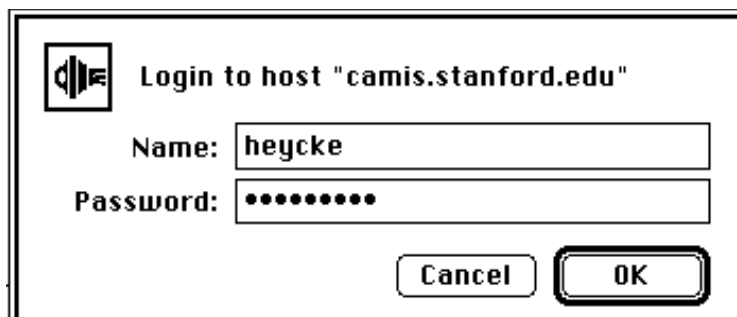 Login to host "camis.stanford.edu"
Name: heycke
Password: •••••••••
Cancel OK